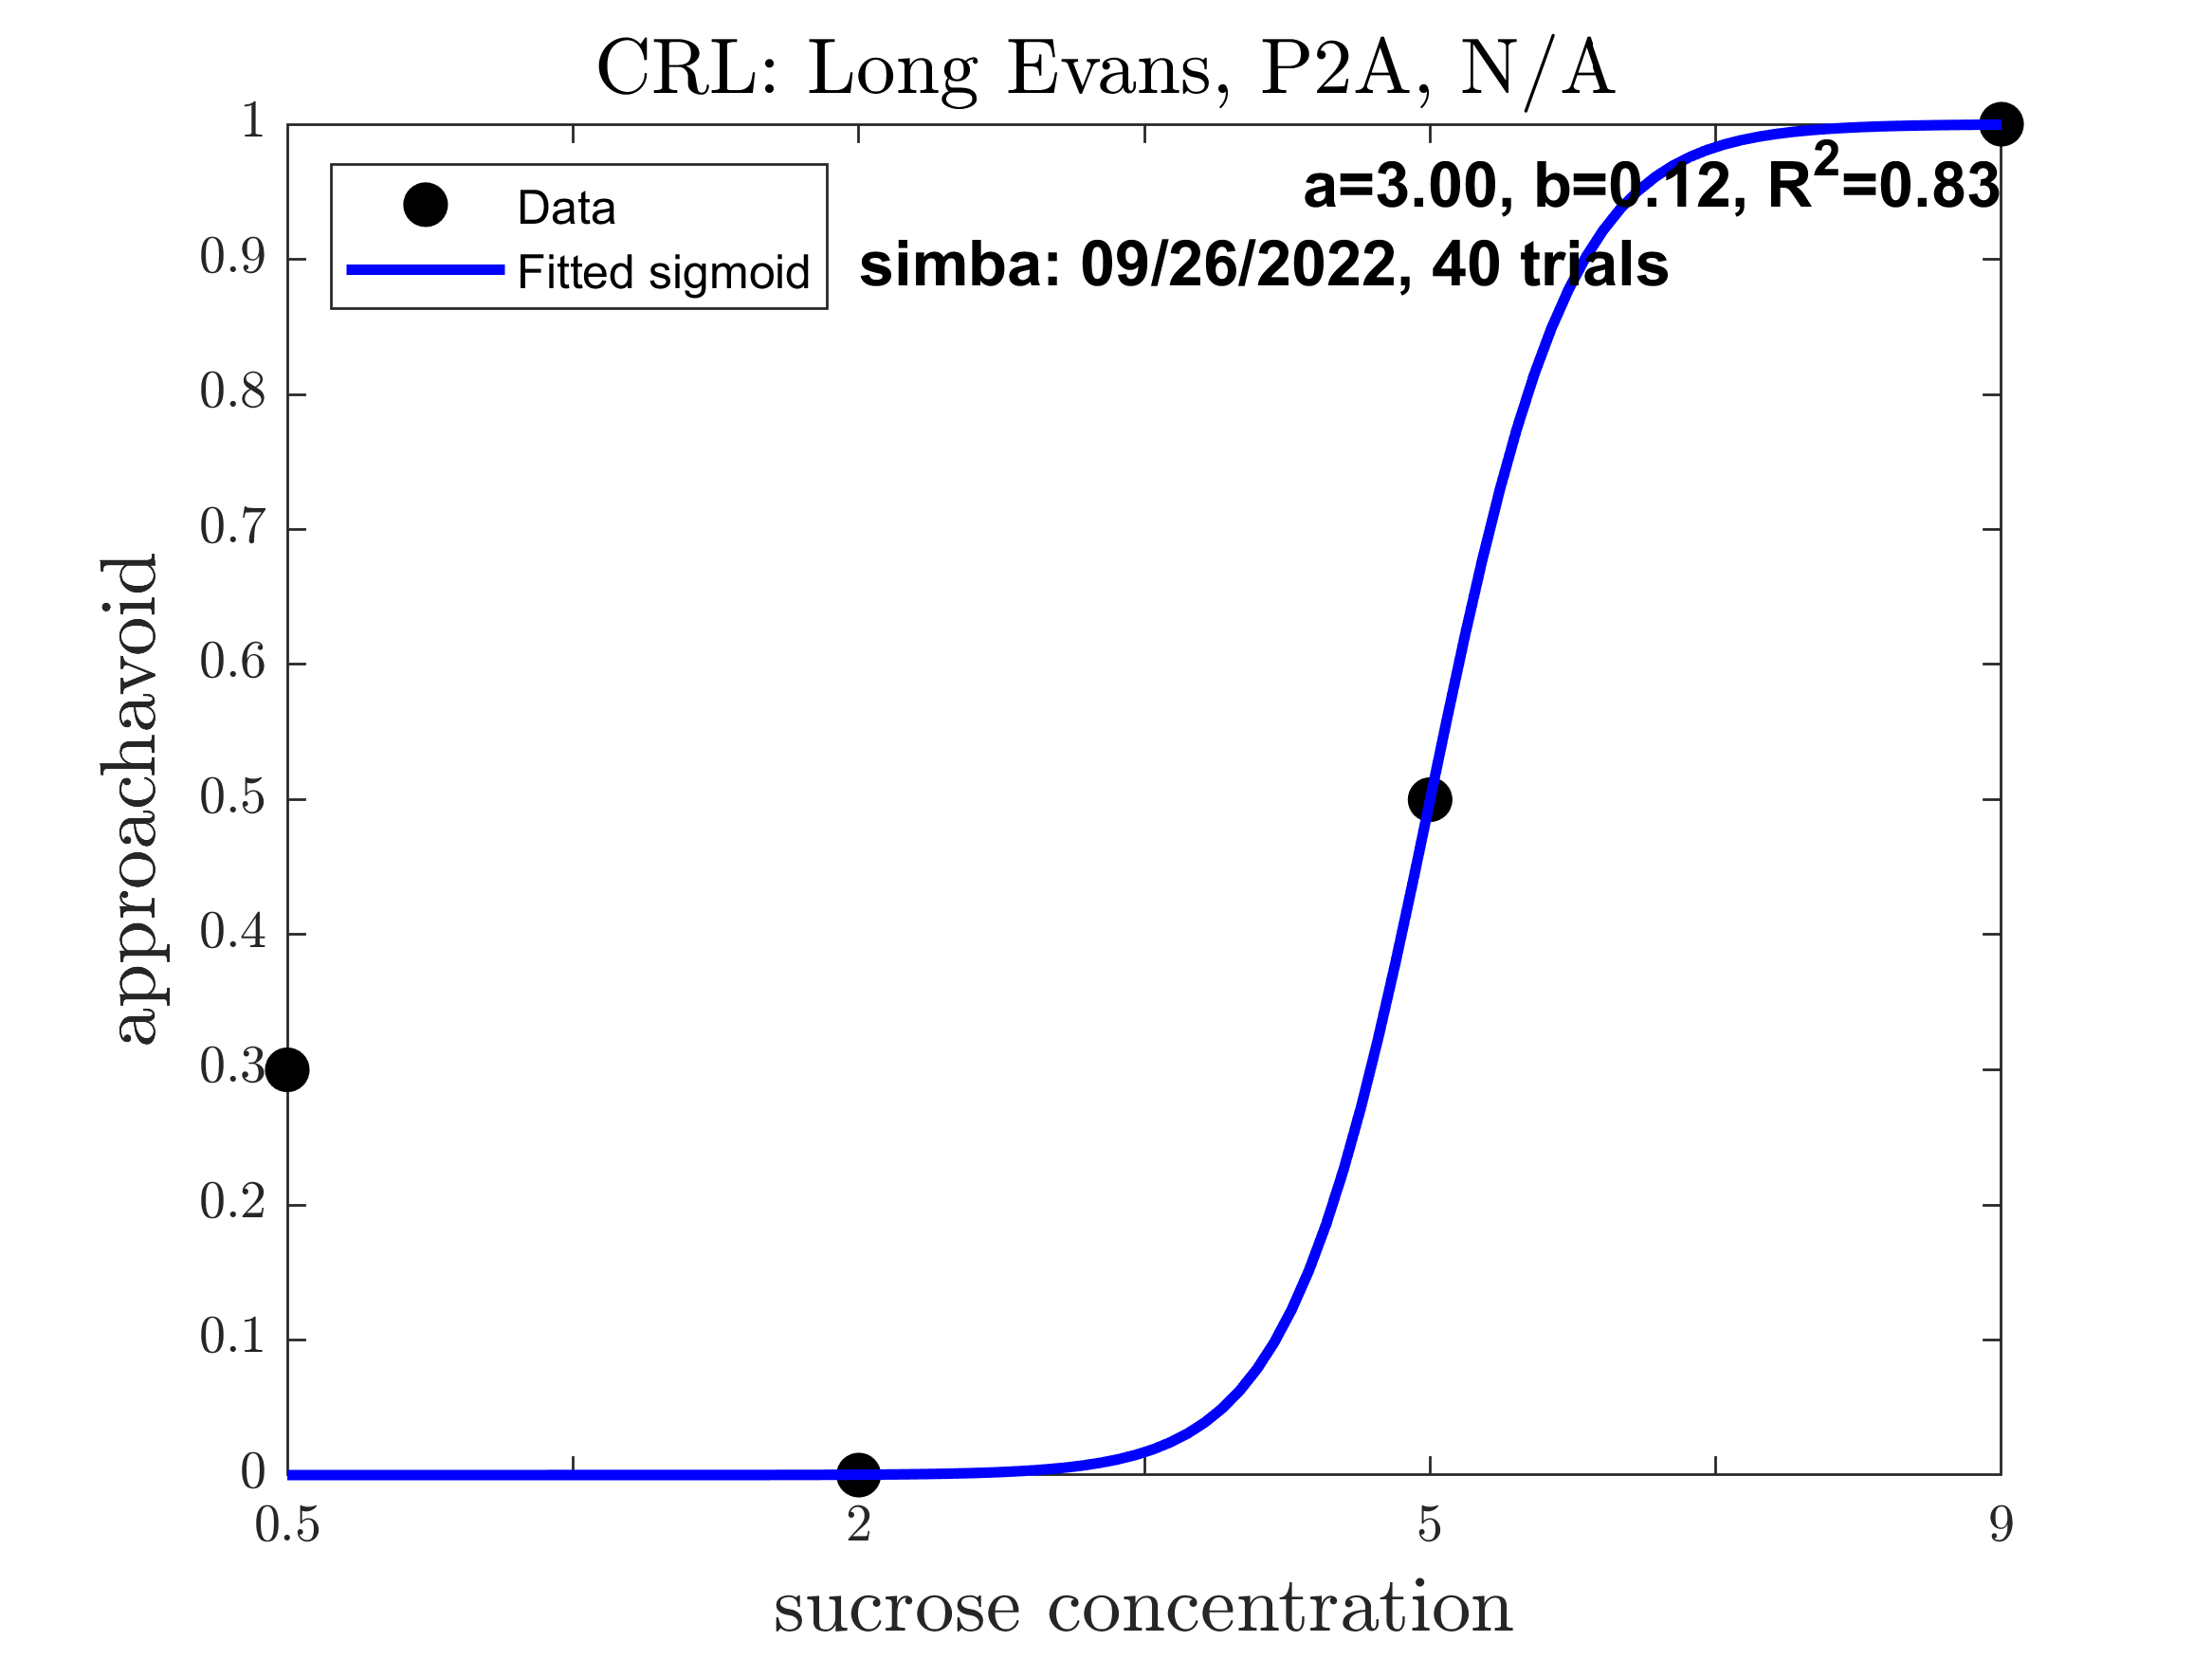 CRL: Long Evans, P2A, N/A
1
0.9
0.8
0.7
0.6
0.5
0.4
0.3
0.2
0.1
0
Data
Fitted sigmoid
a=3.00, b=0.12, R²=0.83
simba: 09/26/2022, 40 trials
approachavoid
0.5 2 5 9
sucrose concentration